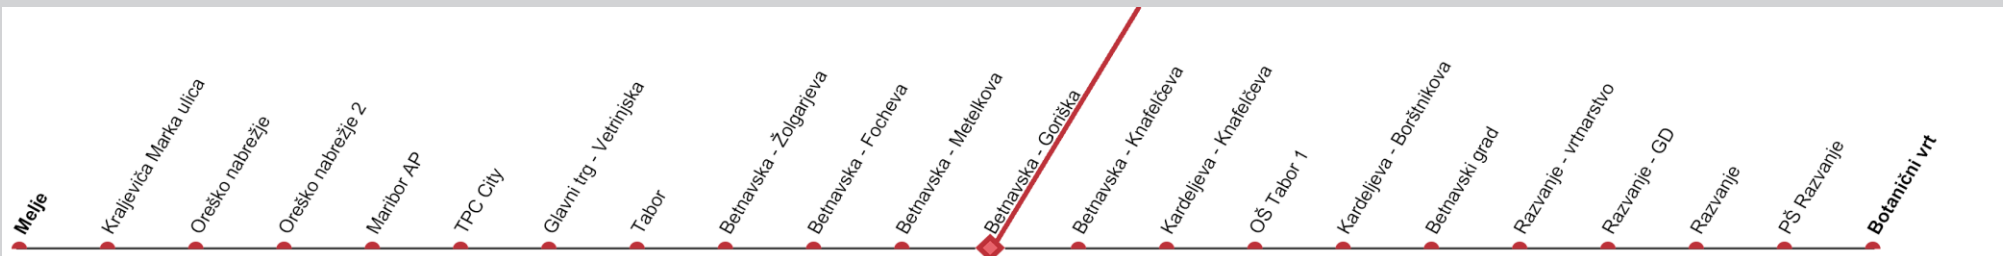 Melje
Kraljeviča Marka ulica
Oreško nabrežje
Oreško nabrežje 2
Maribor AP
TPC City
Glavni trg - Vetrinjska
Tabor
Betnavska - Žolgarjeva
Betnavska - Focheva
Betnavska - Metelkova
Betnavska - Goriška
Betnavska - Knafelčeva
Kardeljeva - Knafelčeva
OŠ Tabor 1
Kardeljeva - Borštnikova
Betnavski grad
Razvanje - vrtnarstvo
Razvanje - GD
Razvanje
PŠ Razvanje
Botanični vrt